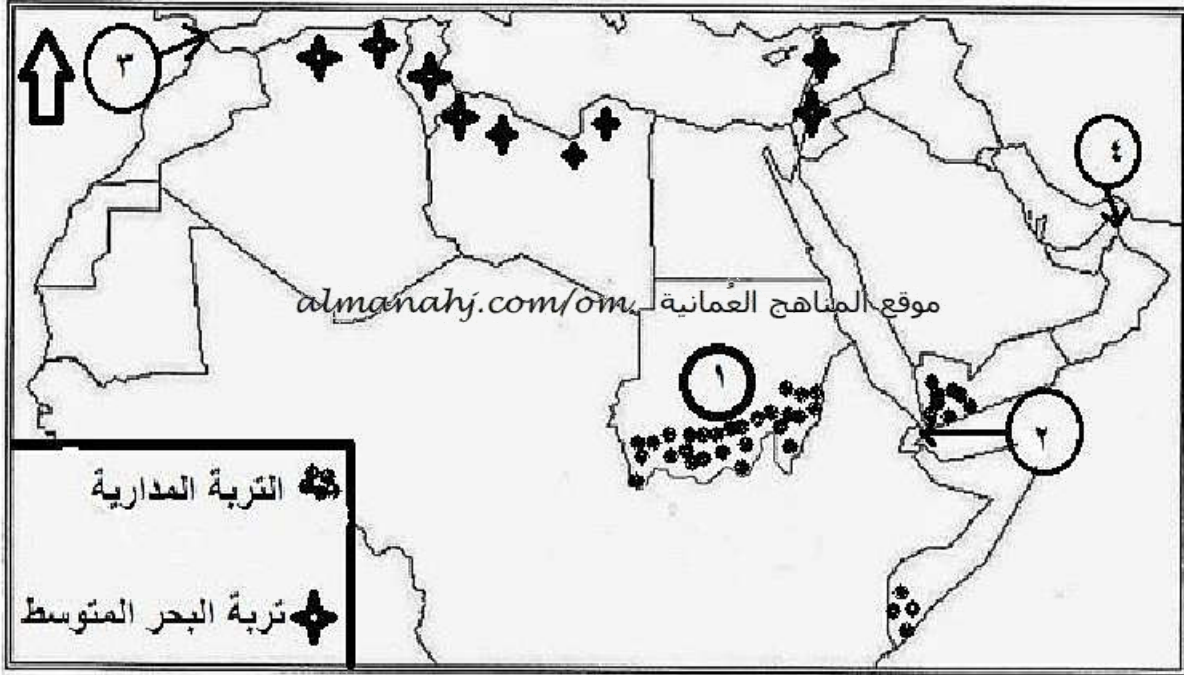 ٣
٤
almanahj.com/om موقع المناهج العُمانية
١
٢
التربة المدارية
تربة البحر المتوسط